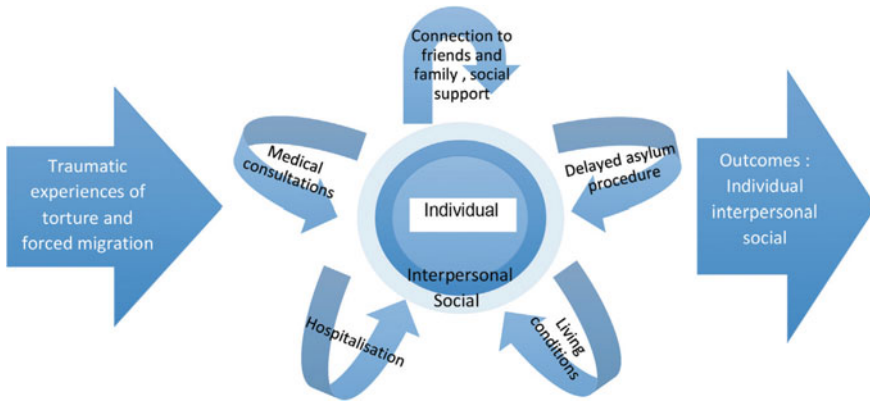 Traumatic
experiences of
torture and
forced migration
Medical
consultations
Connection to
friends and
family , social
support
Delayed asylum
procedure
Individual
Interpersonal
Social
Hospitalisation
Living
conditions
Outcomes :
Individual
interpersonal
social